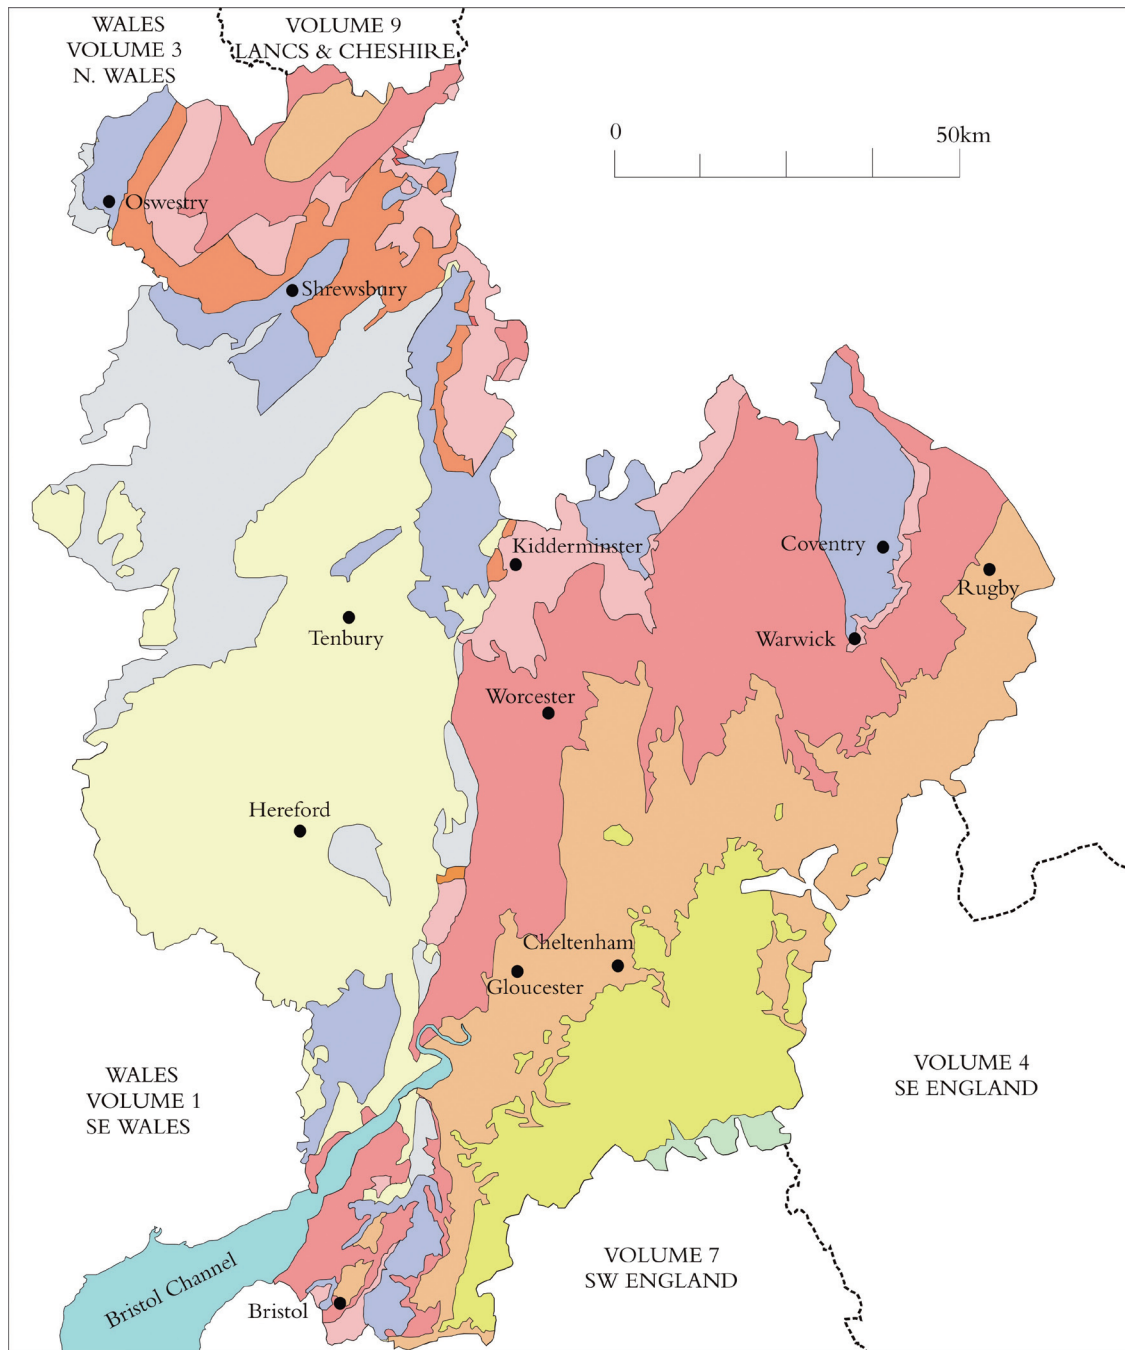 WALES
VOLUME 3
N. WALES
VOLUME 9
LANCS & CHESHIRE
0
50km
Oswestry
Shrewsbury
Kidderminster
Coventry
Rugby
Tenbury
Warwick
Worcester
Hereford
Cheltenham
Gloucester
WALES
VOLUME 1
SE WALES
VOLUME 4
SE ENGLAND
VOLUME 7
SW ENGLAND
Bristol Channel
Bristol